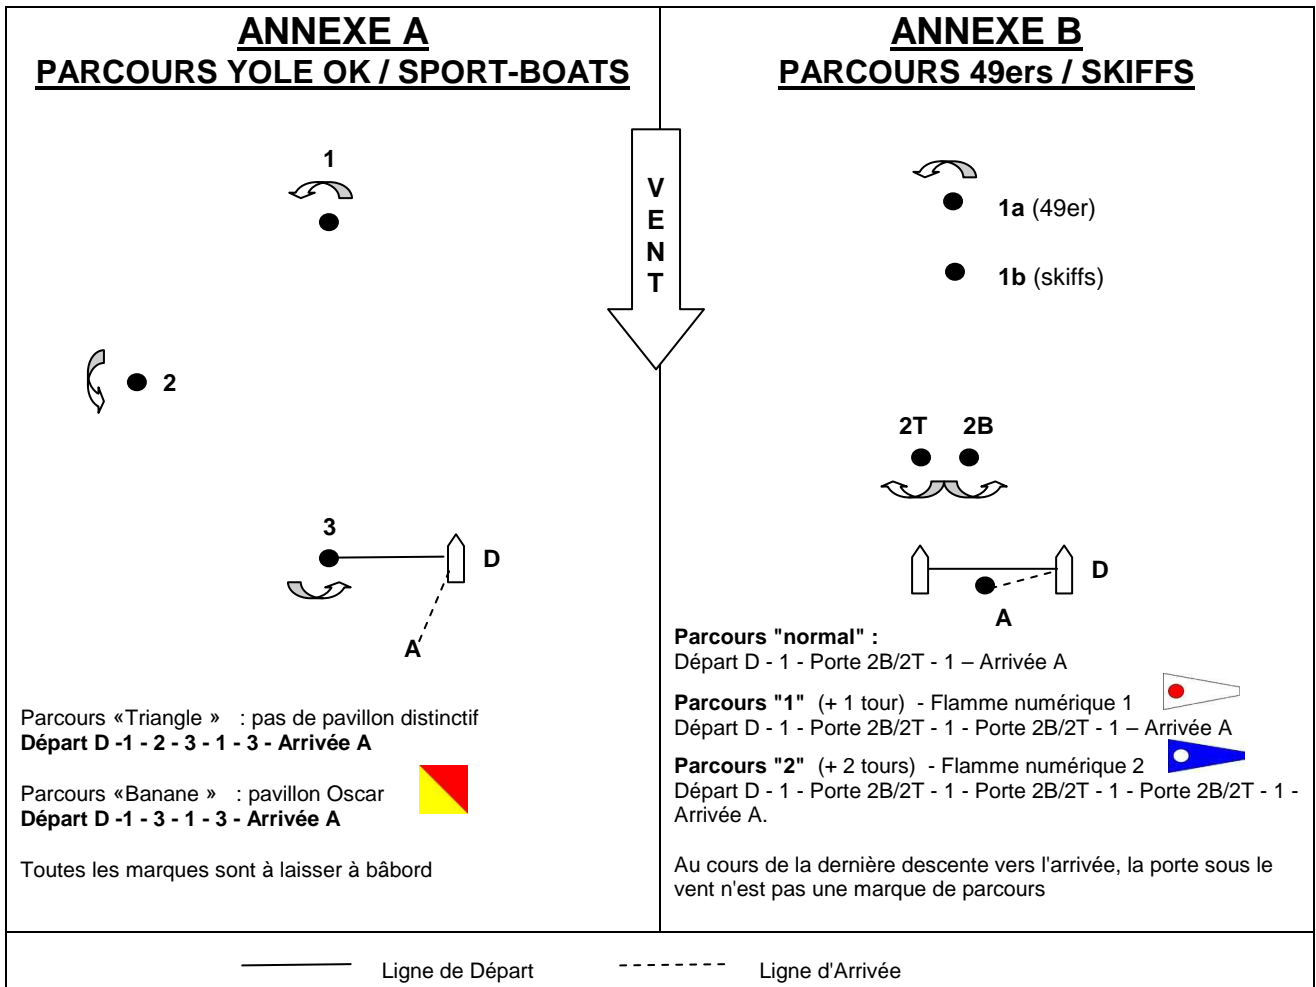 ANNEXE A
PARCOURS YOLE OK / SPORT-BOATS
1
2
3
D
A
Parcours «Triangle » : pas de pavillon distinctif
Départ D -1 - 2 - 3 - 1 - 3 - Arrivée A
Parcours «Banane » : pavillon Oscar
Départ D -1 - 3 - 1 - 3 - Arrivée A
Toutes les marques sont à laisser à bâbord
V
E
N
T
ANNEXE B
PARCOURS 49ers / SKIFFS
1a (49er)
1b (skiffs)
2T 2B
D
A
Parcours "normal" :
Départ D - 1 - Porte 2B/2T - 1 – Arrivée A
Parcours "1" (+ 1 tour) - Flamme numérique 1
Départ D - 1 - Porte 2B/2T - 1 - Porte 2B/2T - 1 – Arrivée A
Parcours "2" (+ 2 tours) - Flamme numérique 2
Départ D - 1 - Porte 2B/2T - 1 - Porte 2B/2T - 1 - Porte 2B/2T - 1 -
Arrivée A.
Au cours de la dernière descente vers l'arrivée, la porte sous le
vent n'est pas une marque de parcours
Ligne de Départ
Ligne d'Arrivée